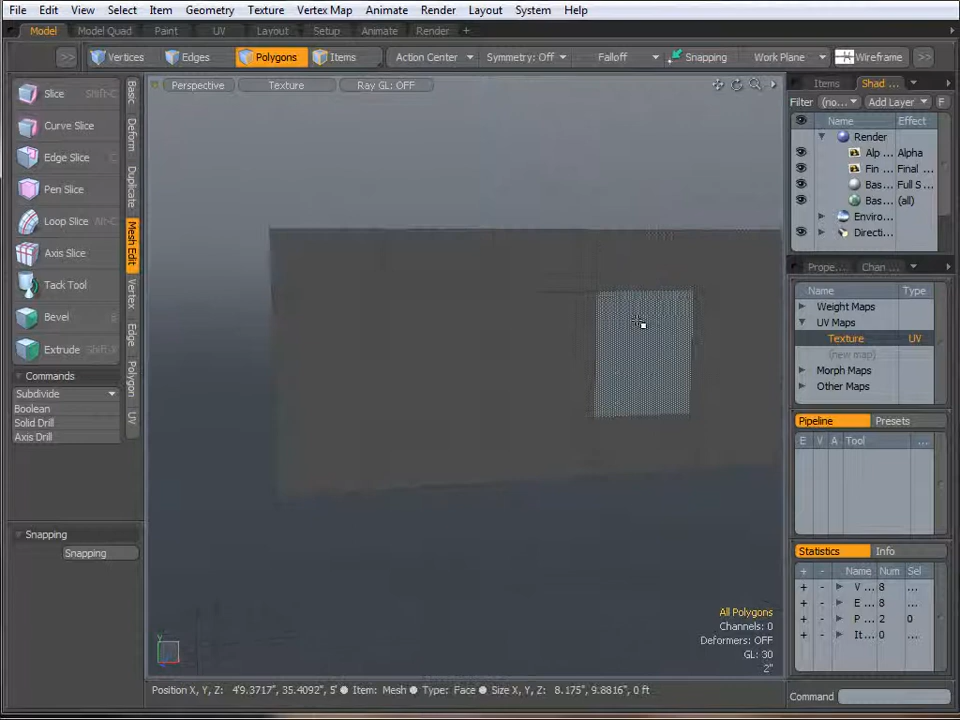 File Edit View Select Item Geometry Texture Vertex Map Animate Render Layout System Help
Model Model Quad Paint UV Layout Setup Animate Render +
>> Vertices Edges Polygons Items Action Center Symmetry: Off Falloff Snapping Work Plane Wireframe >>
Slice Shift-C
Curve Slice
Edge Slice C
Pen Slice
Loop Slice Alt-C
Axis Slice
Tack Tool
Bevel
Extrude Shift-X
Commands
Subdivide
Boolean
Solid Drill
Axis Drill
Snapping
Snapping
Basic
Deform
Duplicate
Mesh Edit
Vertex
Edge
Polygon
UV
Perspective Texture Ray GL: OFF
All Polygons
Channels: 0
Deformers: OFF
GL: 30
2"
Y
Position X, Y, Z: 4'9.3717", 35.4092", 5' Item: Mesh Type: Face Size X, Y, Z: 8.175", 9.8816", 0 ft
Items Shad ...
Filter (no... Add Layer F
Name Effect
Render
Alp ... Alpha
Fin ... Final ...
Bas... Full S ...
Bas... (all)
Enviro...
Directi...
Prope... Chan ...
Name Type
Weight Maps
UV Maps
Texture UV
(new map)
Morph Maps
Other Maps
Pipeline Presets
E V A Tool ...
Statistics Info
+ - Name Num Sel
+ - V ... 8 ...
+ - E ... 8 ...
+ - P ... 2 0
+ - It... 0 ...
Command